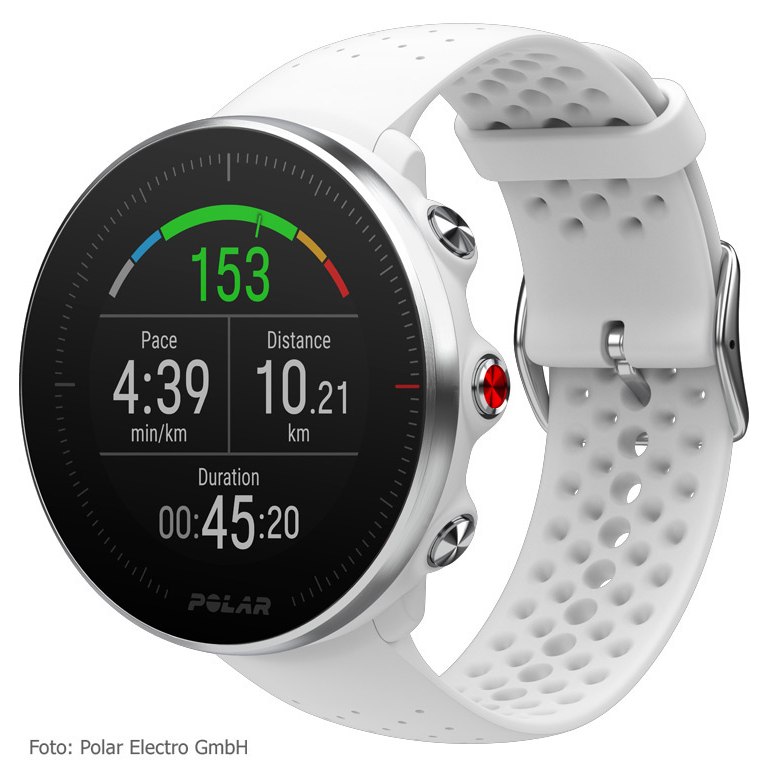 153
Pace
4:39
min/km
Distance
10.21
km
Duration
00:45:20
POLAR
Foto: Polar Electro GmbH